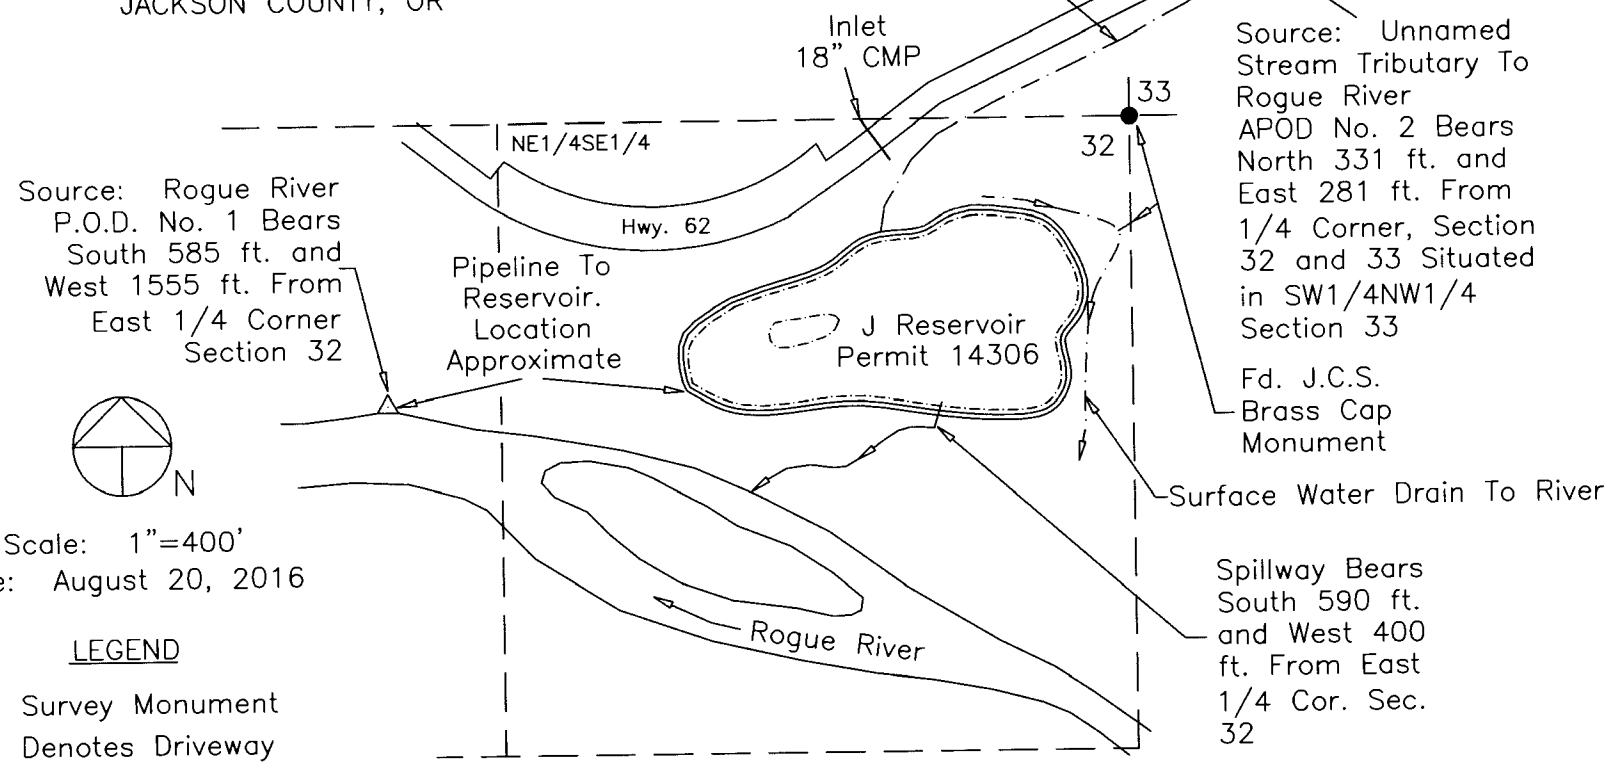 JACKSON COUNTY, OR
Inlet
18" CMP
Source: Unnamed
Stream Tributary To
Rogue River
APOD No. 2 Bears
North 331 ft. and
East 281 ft. From
1/4 Corner, Section
32 and 33 Situated
in SW1/4NW1/4
Section 33
33
32
NE1/4SE1/4
Hwy. 62
Source: Rogue River
P.O.D. No. 1 Bears
South 585 ft. and
West 1555 ft. From
East 1/4 Corner
Section 32
Pipeline To
Reservoir.
Location
Approximate
J Reservoir
Permit 14306
Fd. J.C.S.
Brass Cap
Monument
N
Surface Water Drain To River
Scale: 1"=400'
e: August 20, 2016
Spillway Bears
South 590 ft.
and West 400
ft. From East
1/4 Cor. Sec.
32
Rogue River
LEGEND
Survey Monument
Denotes Driveway